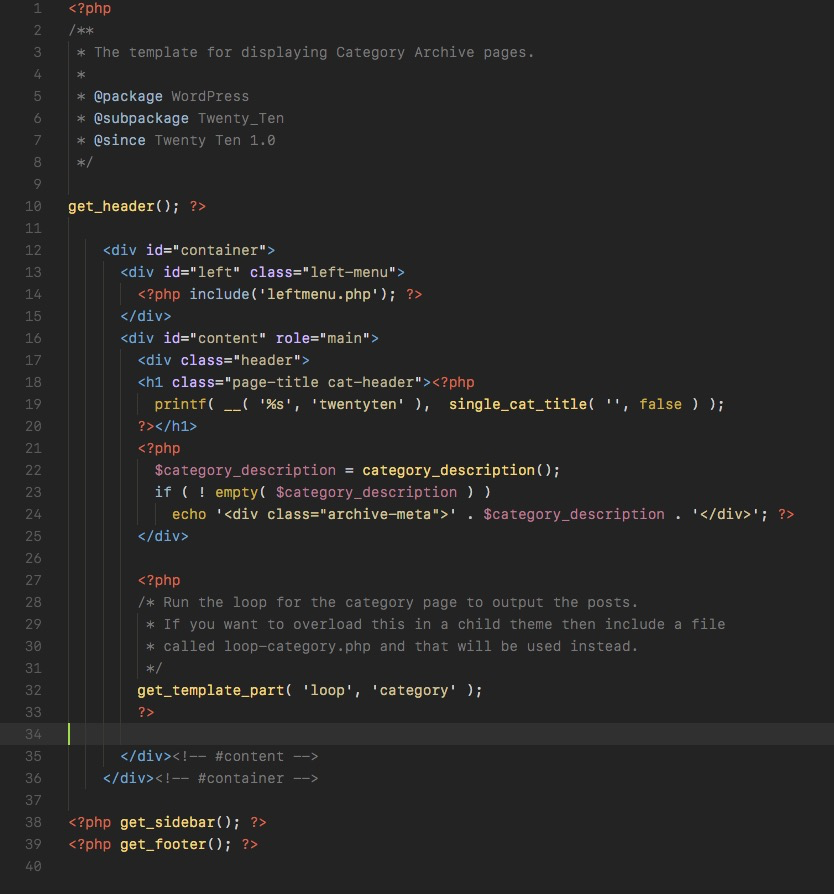 1 <?php
2 /**
3 * The template for displaying Category Archive pages.
4 *
5 * @package WordPress
6 * @subpackage Twenty_Ten
7 * @since Twenty Ten 1.0
8 */
9
10 get_header(); ?>
11
12 <div id="container">
13 <div id="left" class="left-menu">
14 <?php include('leftmenu.php'); ?>
15 </div>
16 <div id="content" role="main">
17 <div class="header">
18 <h1 class="page-title cat-header"><?php
19 printf( __( '%s', 'twentyten' ),  single_cat_title( '', false ) );
20 ?></h1>
21 <?php
22 $category_description = category_description();
23 if ( ! empty( $category_description ) )
24 echo '<div class="archive-meta">' . $category_description . '</div>'; ?>
25 </div>
26
27 <?php
28 /* Run the loop for the category page to output the posts.
29 * If you want to overload this in a child theme then include a file
30 * called loop-category.php and that will be used instead.
31 */
32 get_template_part( 'loop', 'category' );
33 ?>
34
35 </div><!-- #content -->
36 </div><!-- #container -->
37
38 <?php get_sidebar(); ?>
39 <?php get_footer(); ?>
40